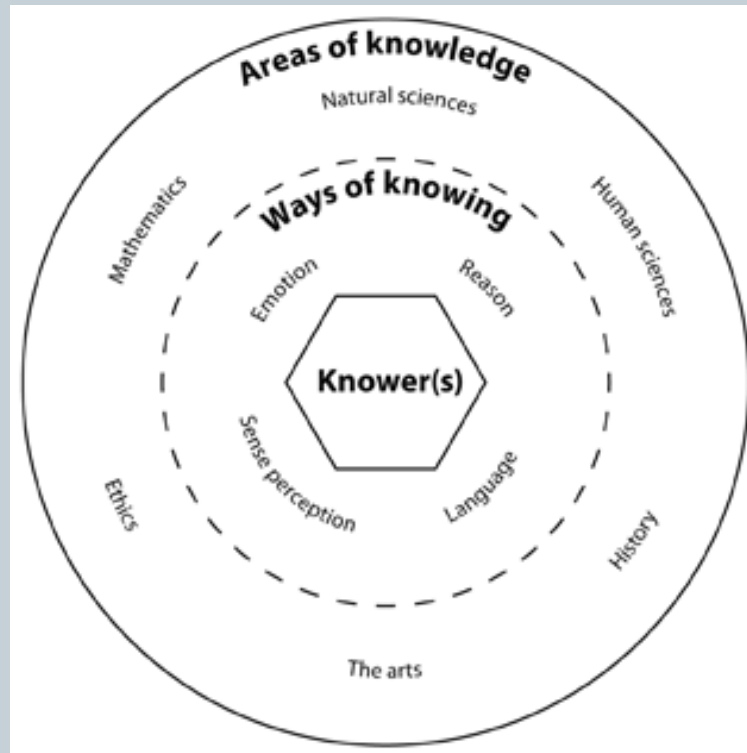 Areas of knowledge
Natural sciences
Mathematics
Human sciences
Ways of knowing
Emotion
Reason
Knower(s)
Sense perception
Language
Ethics
History
The arts